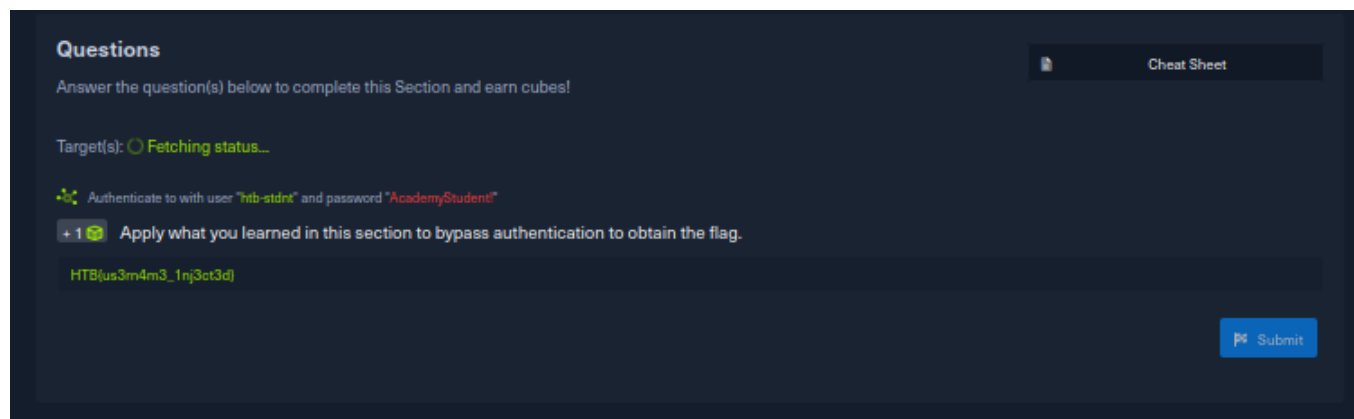 Questions
Cheat Sheet
Answer the question(s) below to complete this Section and earn cubes!
Target(s): Fetching status...
Authenticate to with user "htb-stdnt" and password "AcademyStudent!"
+ 1 Apply what you learned in this section to bypass authentication to obtain the flag.
HTB{us3rn4m3_1nj3ct3d}
Submit